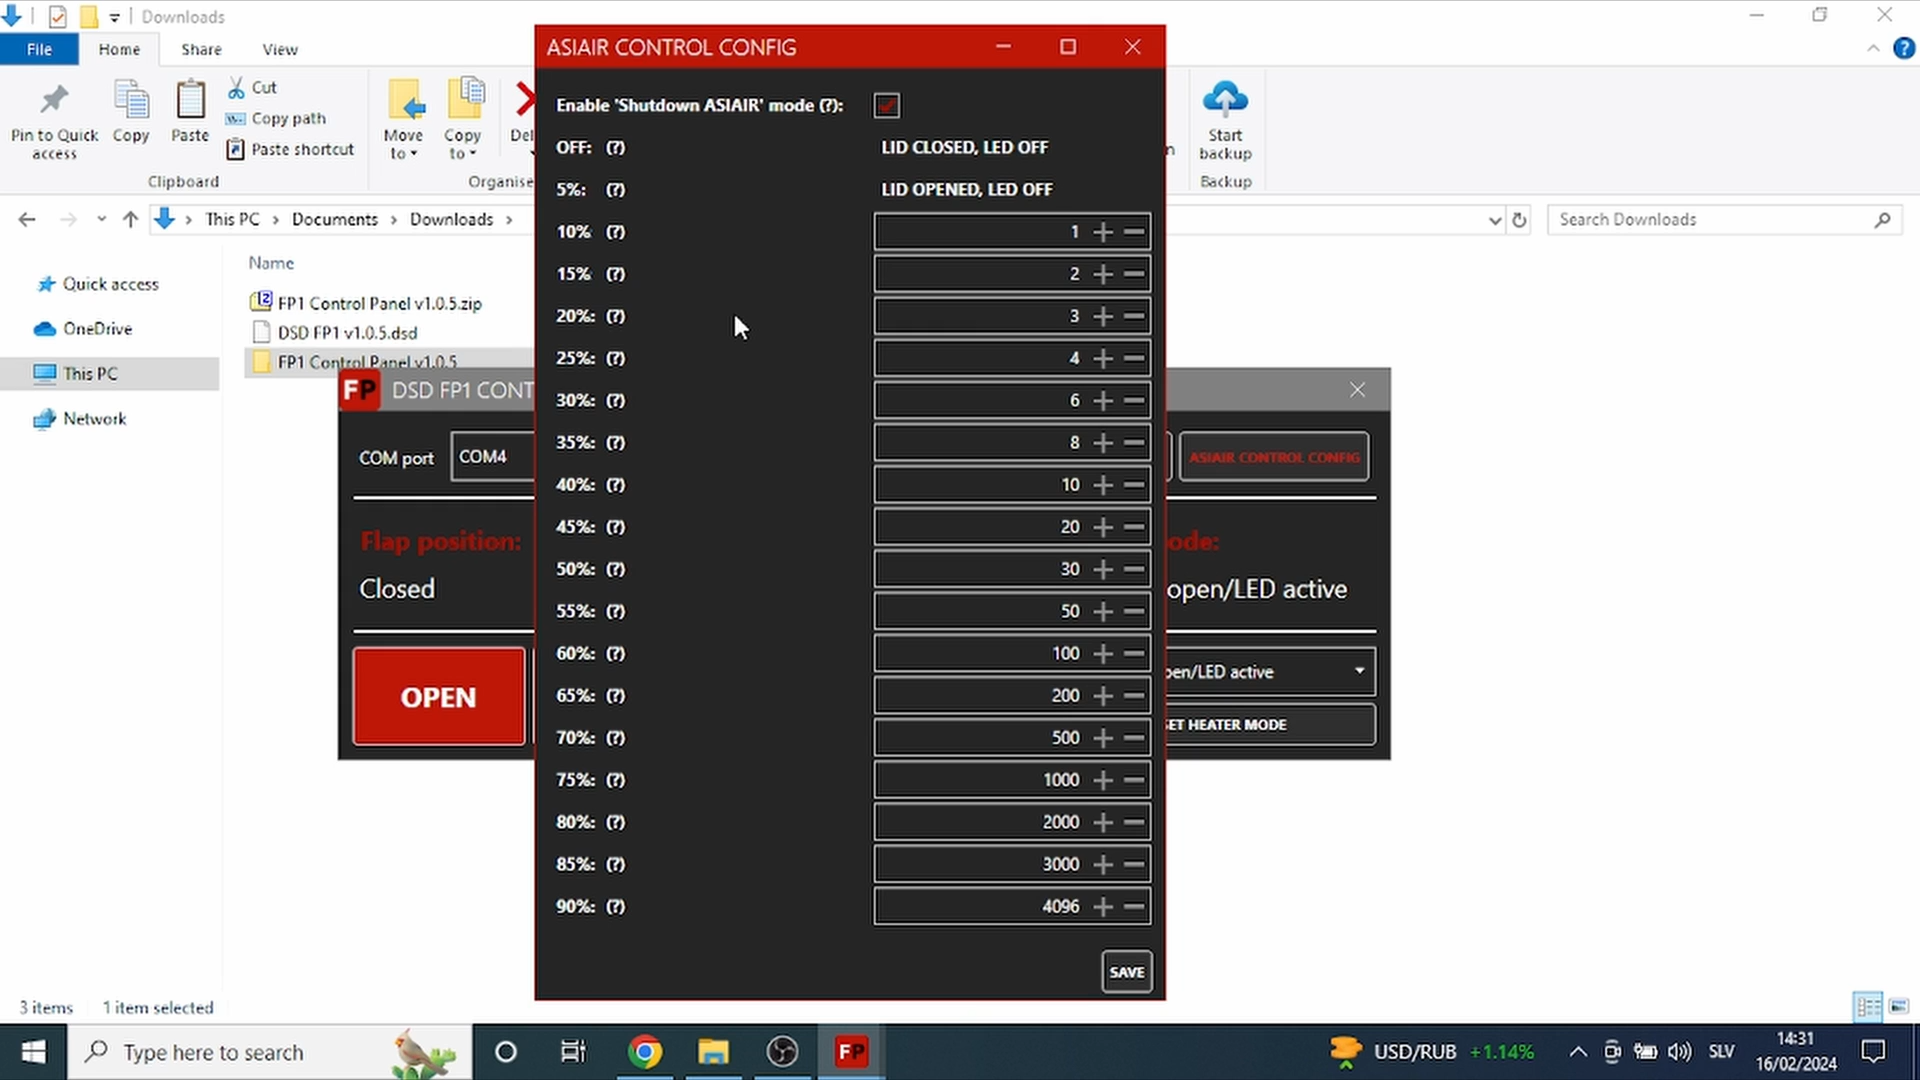 Downloads
File
Home
Share
View
Pin to Quick
access
Copy
Paste
Cut
Copy path
Paste shortcut
Clipboard
Move
to
Copy
to
Del
Organise
Start
backup
Backup
This PC > Documents > Downloads >
Search Downloads
Quick access
OneDrive
This PC
Network
Name
FP1 Control Panel v1.0.5.zip
DSD FP1 v1.0.5.dsd
FP1 Control Panel v1.0.5
FP DSD FP1 CONT
COM port COM4
ASIAIR CONTROL CONFIG
Flap position:
Closed
OPEN
ode:
open/LED active
pen/LED active
SET HEATER MODE
ASIAIR CONTROL CONFIG
Enable 'Shutdown ASIAIR' mode (?):
OFF: (?) LID CLOSED, LED OFF
5%: (?) LID OPENED, LED OFF
10% (?) 1
15% (?) 2
20%: (?) 3
25%: (?) 4
30%: (?) 6
35%: (?) 8
40%: (?) 10
45%: (?) 20
50%: (?) 30
55%: (?) 50
60%: (?) 100
65%: (?) 200
70%: (?) 500
75%: (?) 1000
80%: (?) 2000
85%: (?) 3000
90%: (?) 4096
SAVE
3 items 1 item selected
Type here to search
FP
USD/RUB +1.14%
SLV
14:31
16/02/2024